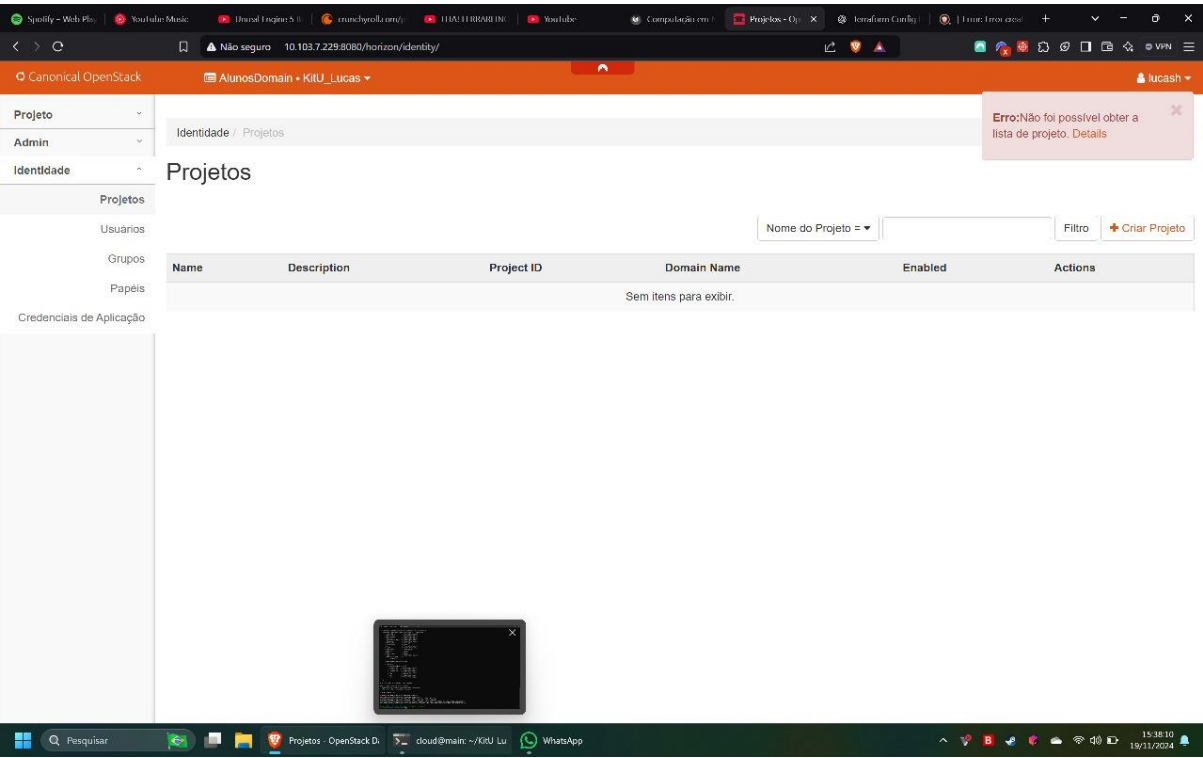 Spotify – Web Play
YouTube Music
Unreal Engine 5
crunchyroll.com/p
YouTube
Computação em N
Projetos - Op
Terraform Config
Não seguro 10.103.7.229:8080/horizon/identity/
VPN
Canonical OpenStack
AlunosDomain • KitU_Lucas
lucash
Projeto
Admin
Identidade
Projetos
Usuários
Grupos
Papéis
Credenciais de Aplicação
Identidade / Projetos
Erro:Não foi possível obter a
lista de projeto. Details
Projetos
Nome do Projeto =
Filtro
Criar Projeto
Name Description Project ID Domain Name Enabled Actions
Sem itens para exibir.
Pesquisar
Projetos - OpenStack D
cloud@main: ~/KitU Lu
WhatsApp
15:38:10
19/11/2024